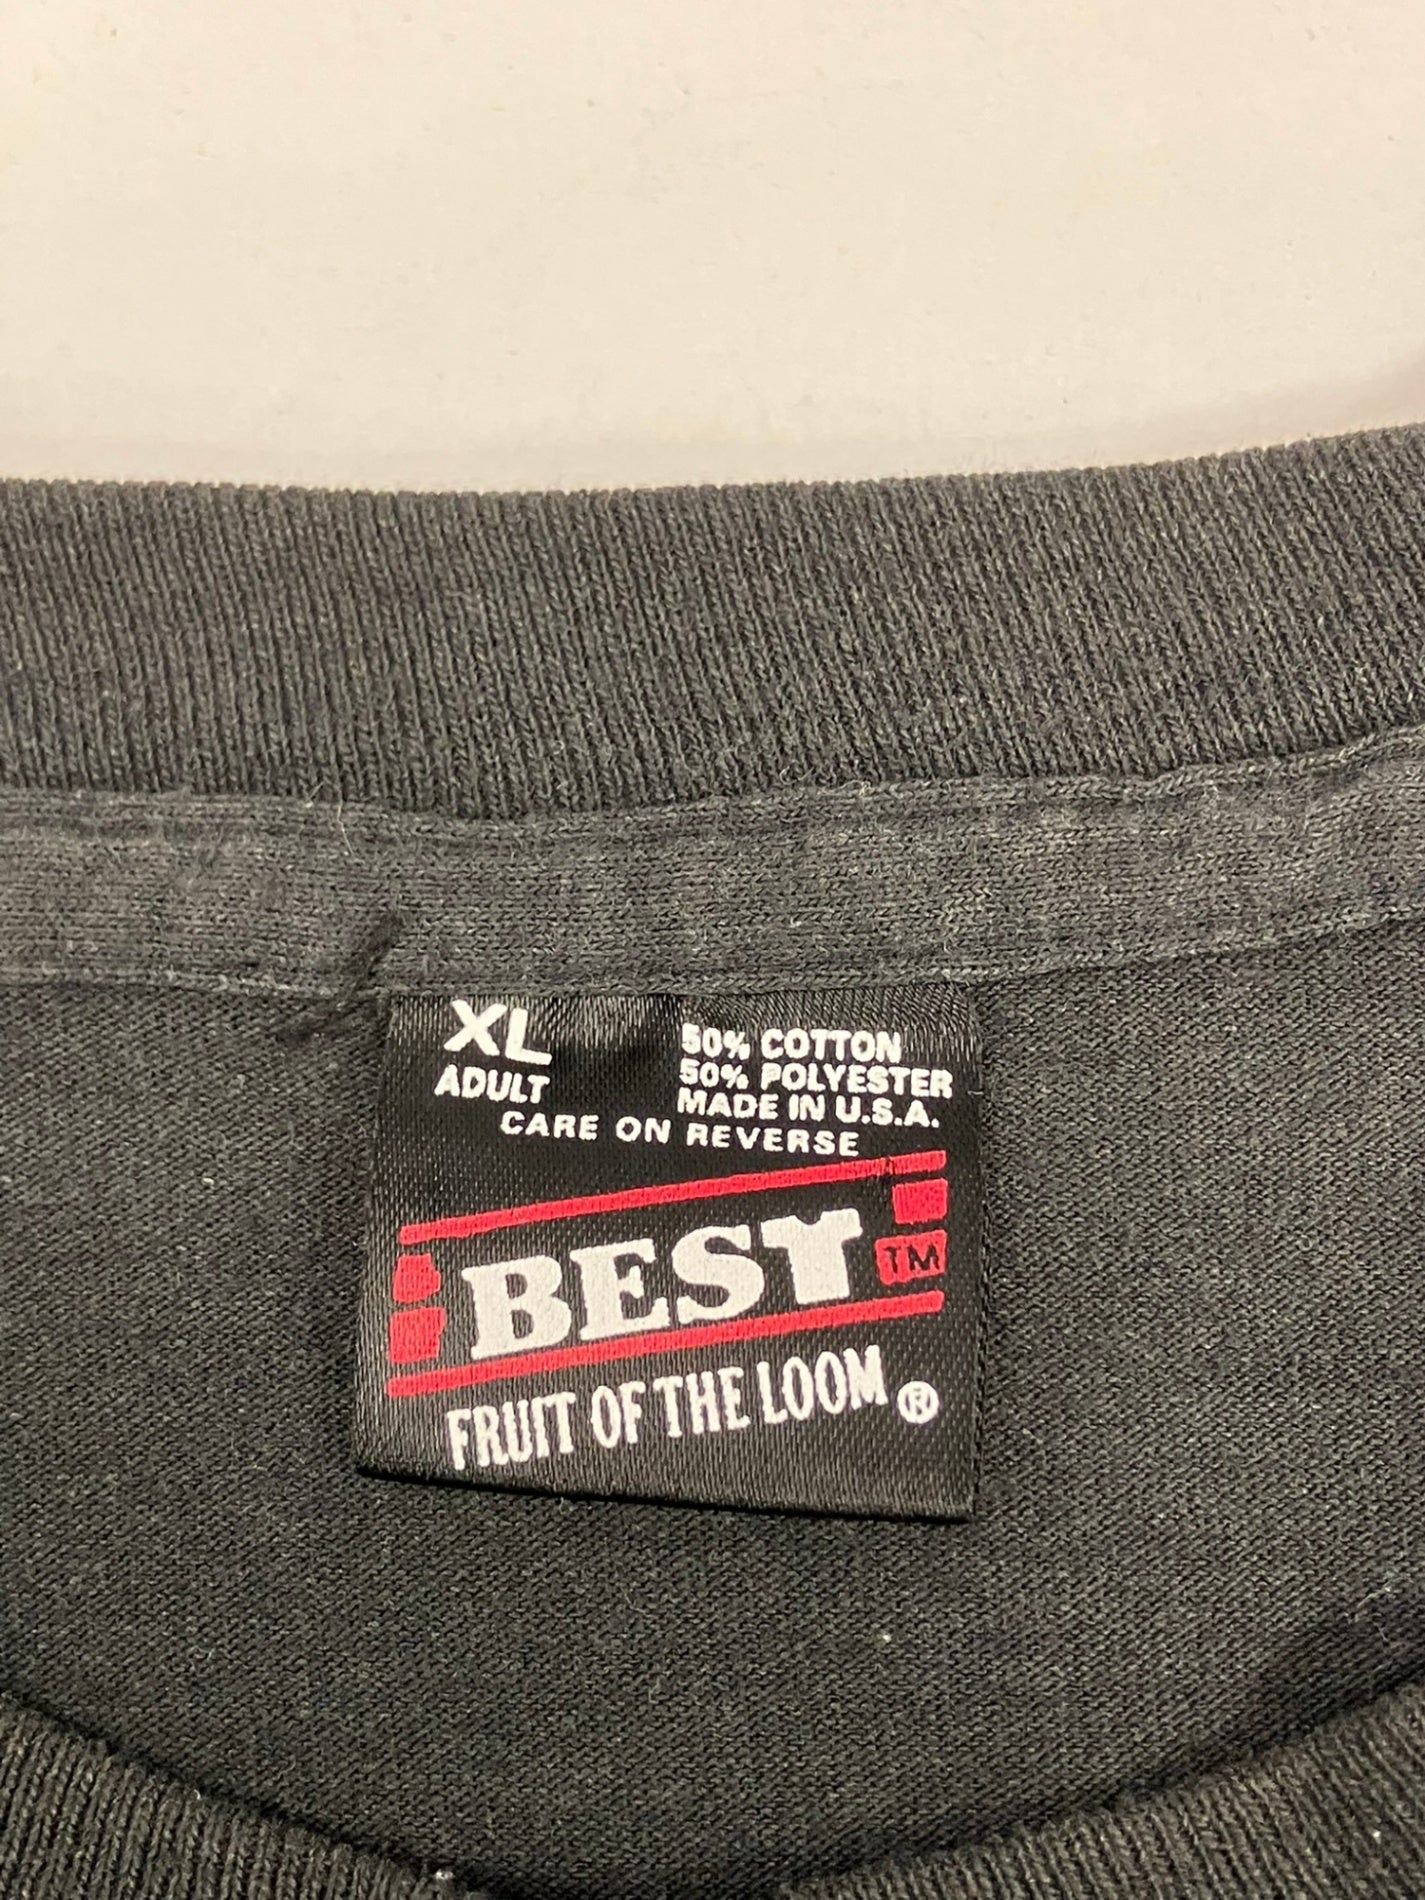 XL
ADULT
50% COTTON
50% POLYESTER
MADE IN U.S.A.
CARE ON REVERSE
BEST TM
FRUIT OF THE LOOM ®